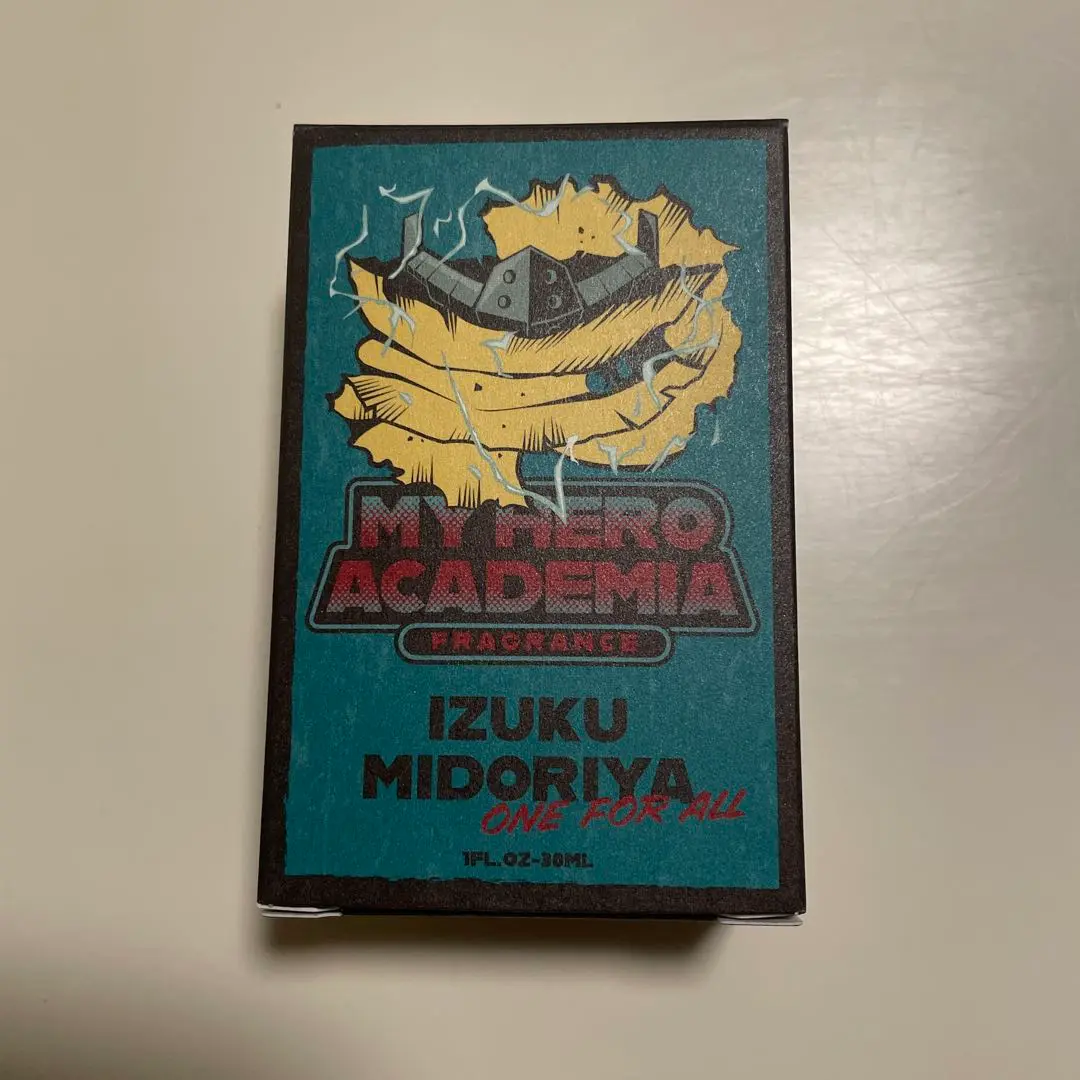 MY HERO
ACADEMIA
FRAGRANCE
IZUKU
MIDORIYA
ONE FOR ALL
1FL.OZ-30ML